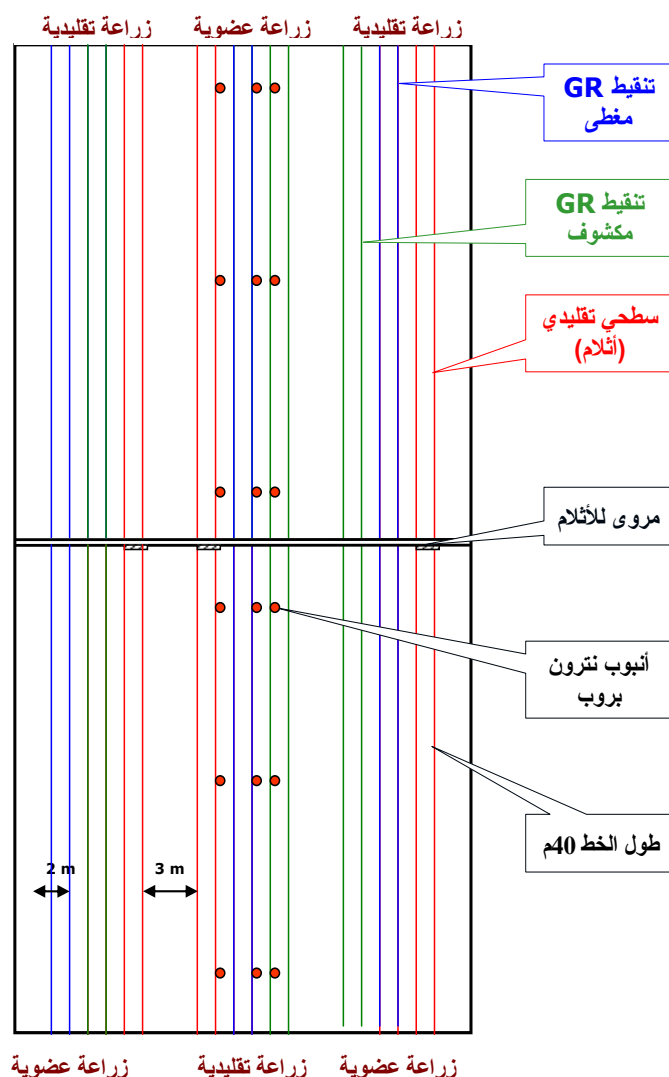 زراعة تقليدية
زراعة عضوية
زراعة تقليدية
تنقيط GR
مغطى
تنقيط GR
مكشوف
سطحي تقليدي
(أثلام)
مروى للأثلام
أنبوب نترون
بروب
طول الخط 40م
2 m
3 m
زراعة عضوية
زراعة تقليدية
زراعة عضوية